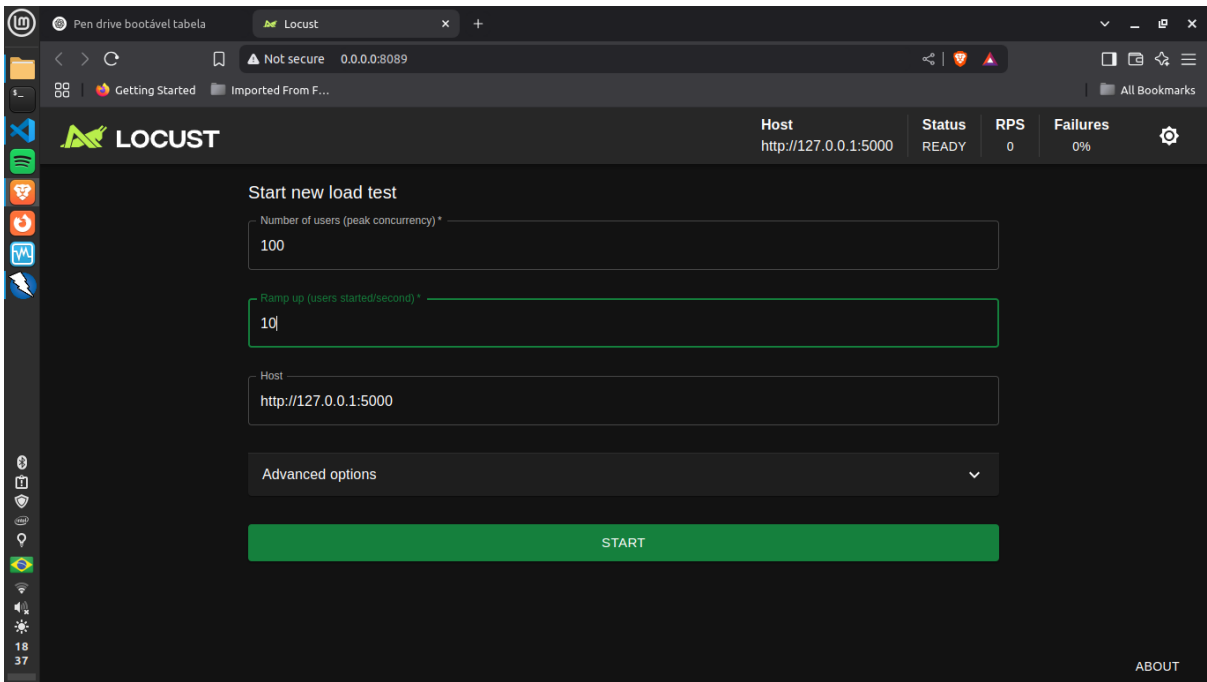 Pen drive bootável tabela
Locust
Not secure 0.0.0.0:8089
Getting Started
Imported From F...
All Bookmarks
LOCUST
Host
http://127.0.0.1:5000
Status
READY
RPS
0
Failures
0%
Start new load test
Number of users (peak concurrency) *
100
Ramp up (users started/second) *
10
Host
http://127.0.0.1:5000
Advanced options
START
18
37
ABOUT